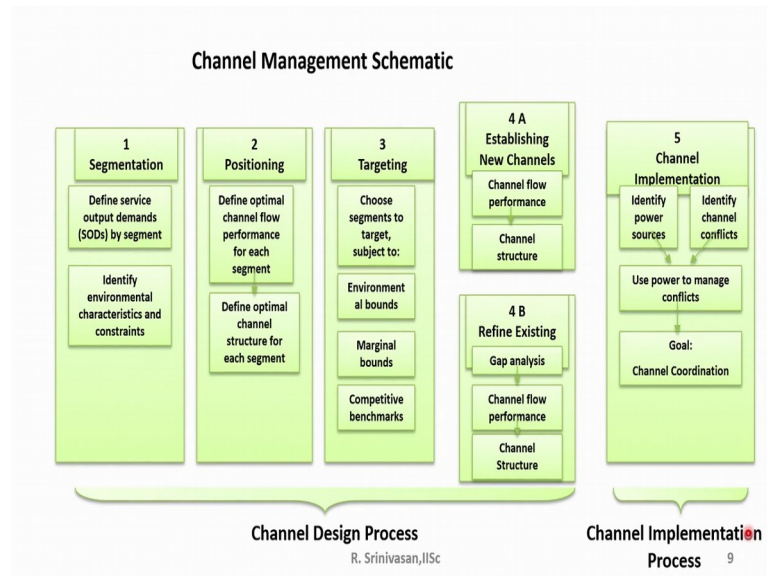 Channel Management Schematic
1
Segmentation
Define service
output demands
(SODs) by segment
Identify
environmental
characteristics and
constraints
2
Positioning
Define optimal
channel flow
performance
for each
segment
Define optimal
channel
structure for
each segment
3
Targeting
Choose
segments to
target,
subject to:
Environment
al bounds
Marginal
bounds
Competitive
benchmarks
4 A
Establishing
New Channels
Channel flow
performance
Channel
structure
4 B
Refine Existing
Gap analysis
Channel flow
performance
Channel
Structure
5
Channel
Implementation
Identify
power
sources
Identify
channel
conflicts
Use power to manage
conflicts
Goal:
Channel Coordination
Channel Design Process
Channel Implementation
Process
R. Srinivasan,IISc
9